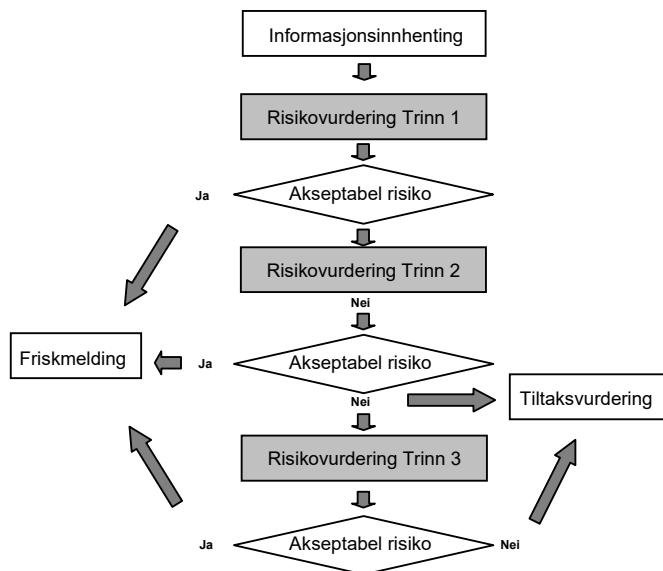 Informasjonsinnhenting
Risikovurdering Trinn 1
Ja
Akseptabel risiko
Risikovurdering Trinn 2
Nei
Friskmelding
Ja
Akseptabel risiko
Nei
Tiltaksvurdering
Risikovurdering Trinn 3
Ja
Akseptabel risiko
Nei